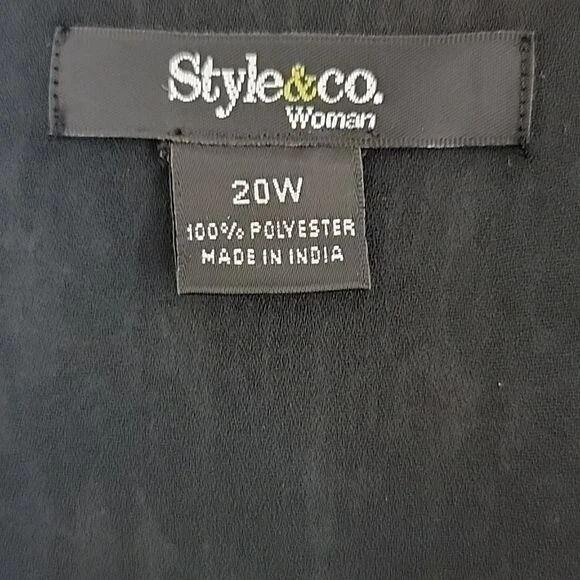 Style&co.
Woman
20W
100% POLYESTER
MADE IN INDIA